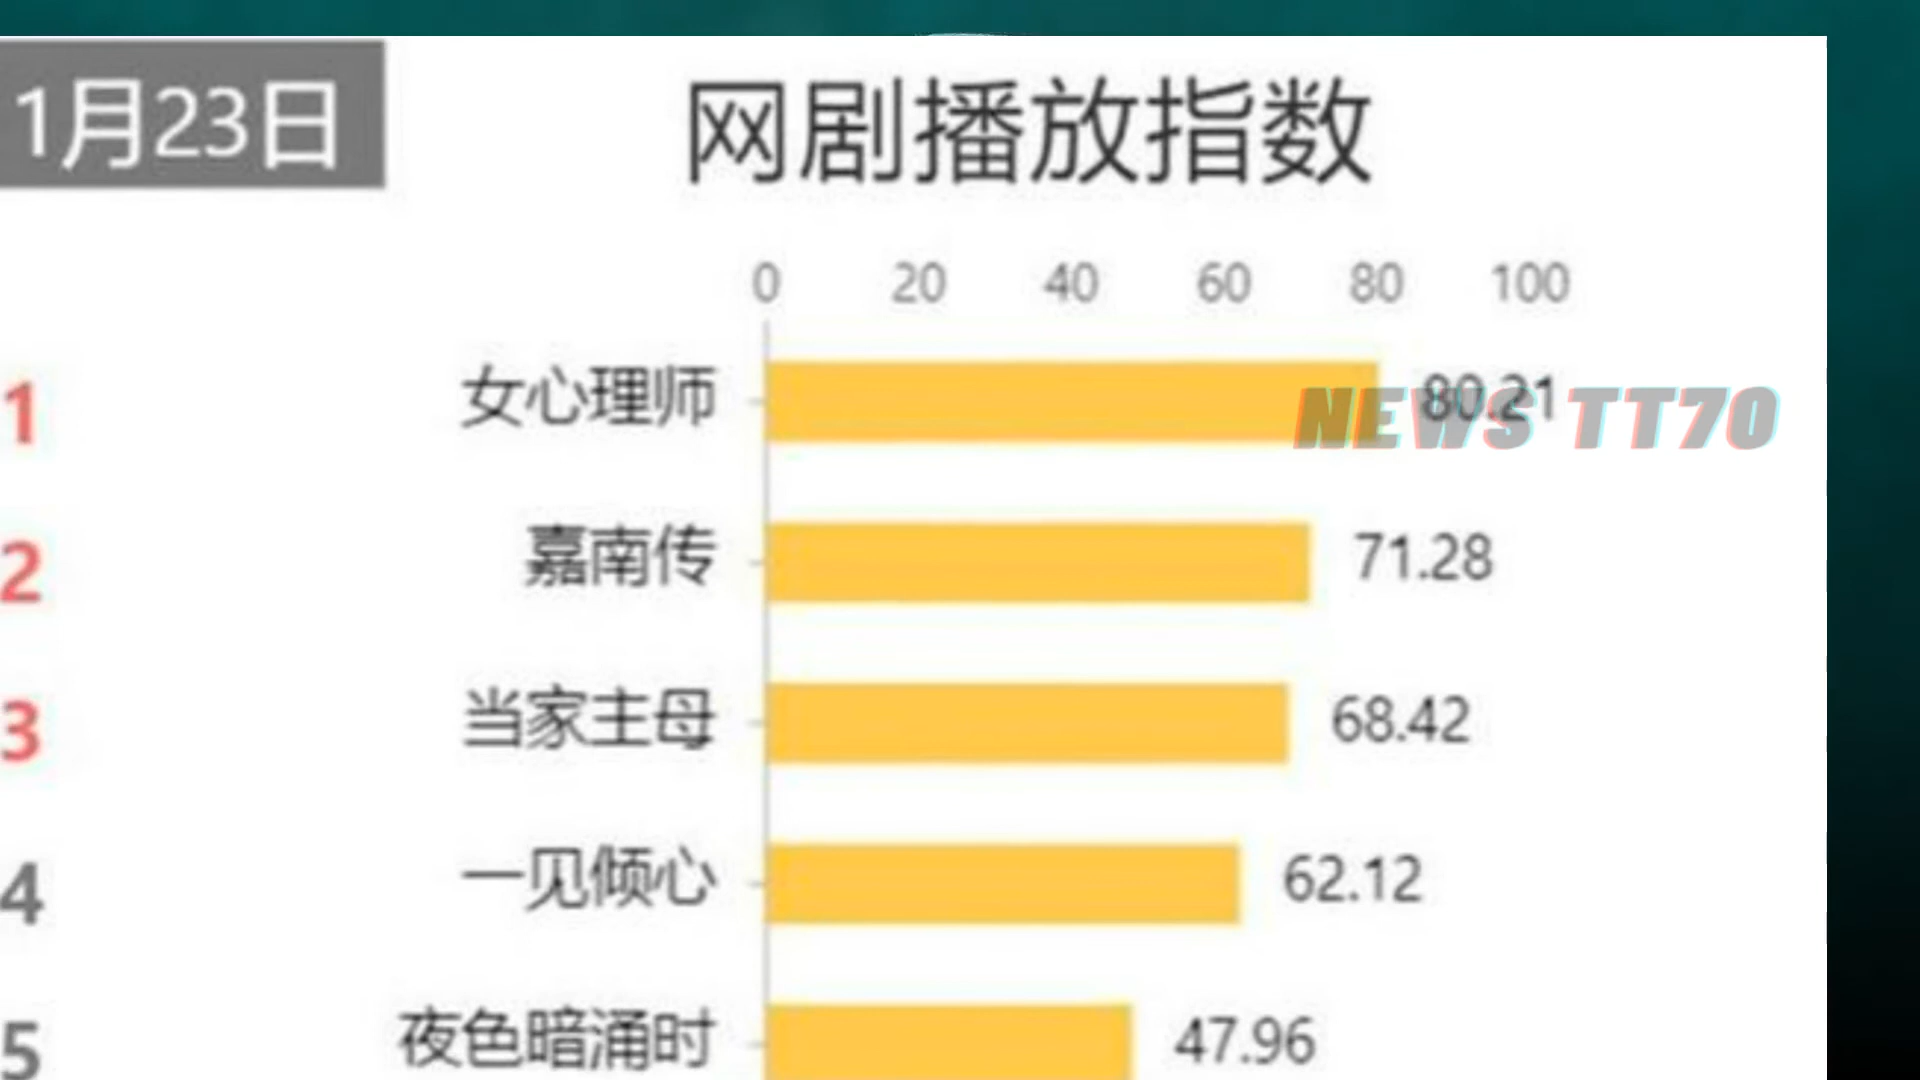 1月23日
网剧播放指数
0 20 40 60 80 100
1 女心理师 80.21
NEWS TT70
2 嘉南传 71.28
3 当家主母 68.42
4 一见倾心 62.12
5 夜色暗涌时 47.96